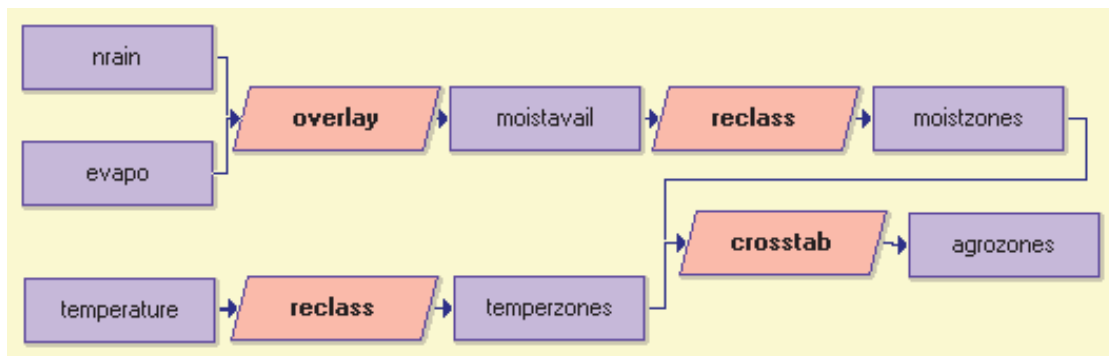 nrain
overlay
moistavail
reclass
moistzones
evapo
crosstab
agrozones
temperature
reclass
temperzones